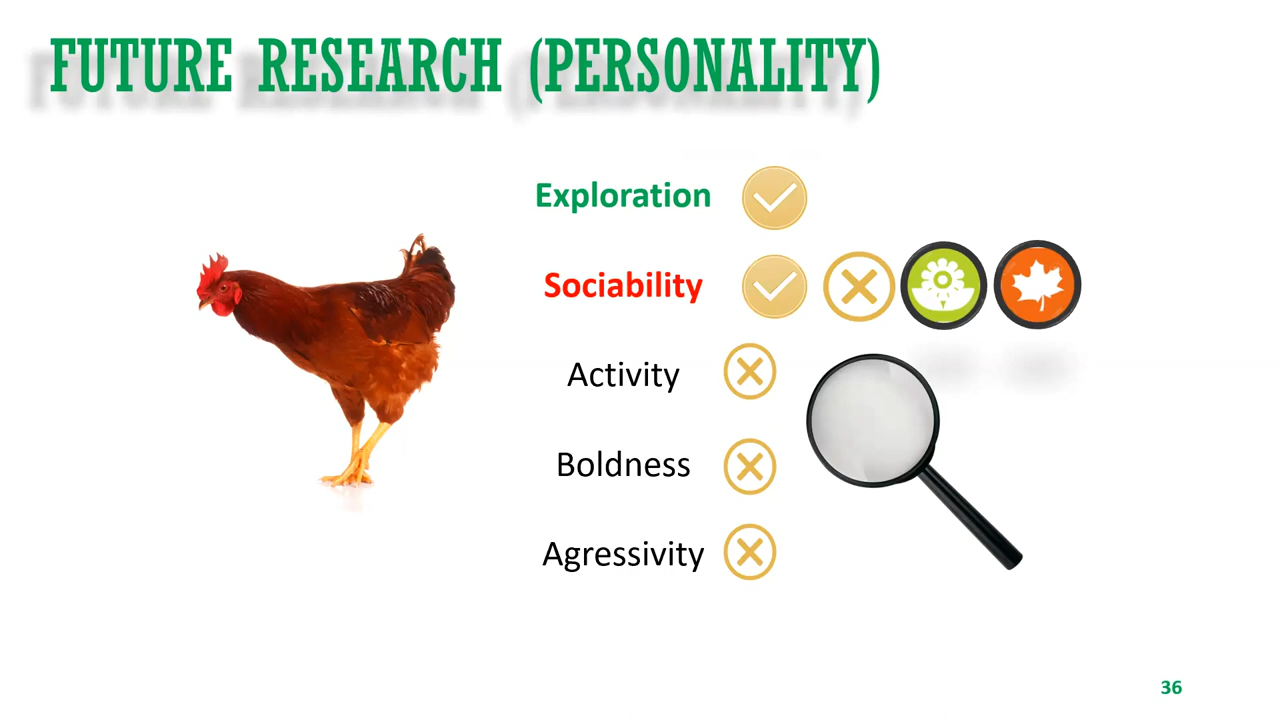 FUTURE RESEARCH (PERSONALITY)
Exploration
Sociability
Activity
Boldness
Agressivity
36